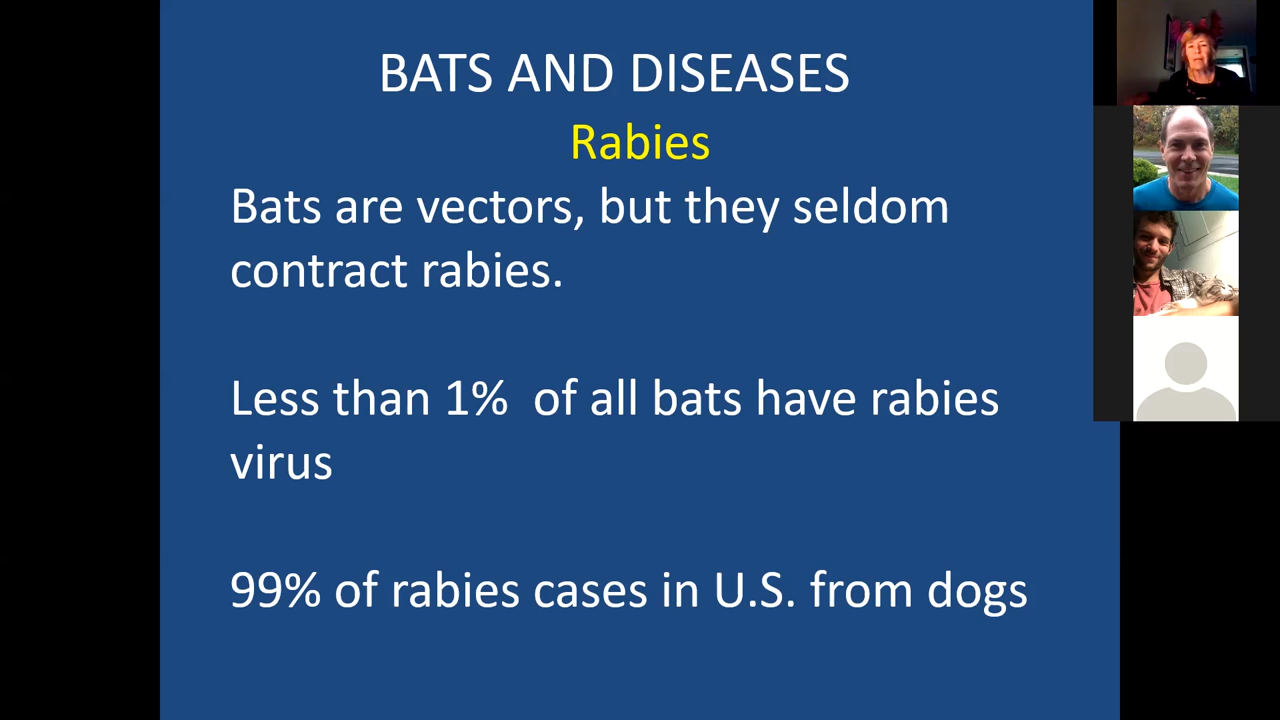 BATS AND DISEASES
Rabies
Bats are vectors, but they seldom
contract rabies.
Less than 1%  of all bats have rabies
virus
99% of rabies cases in U.S. from dogs